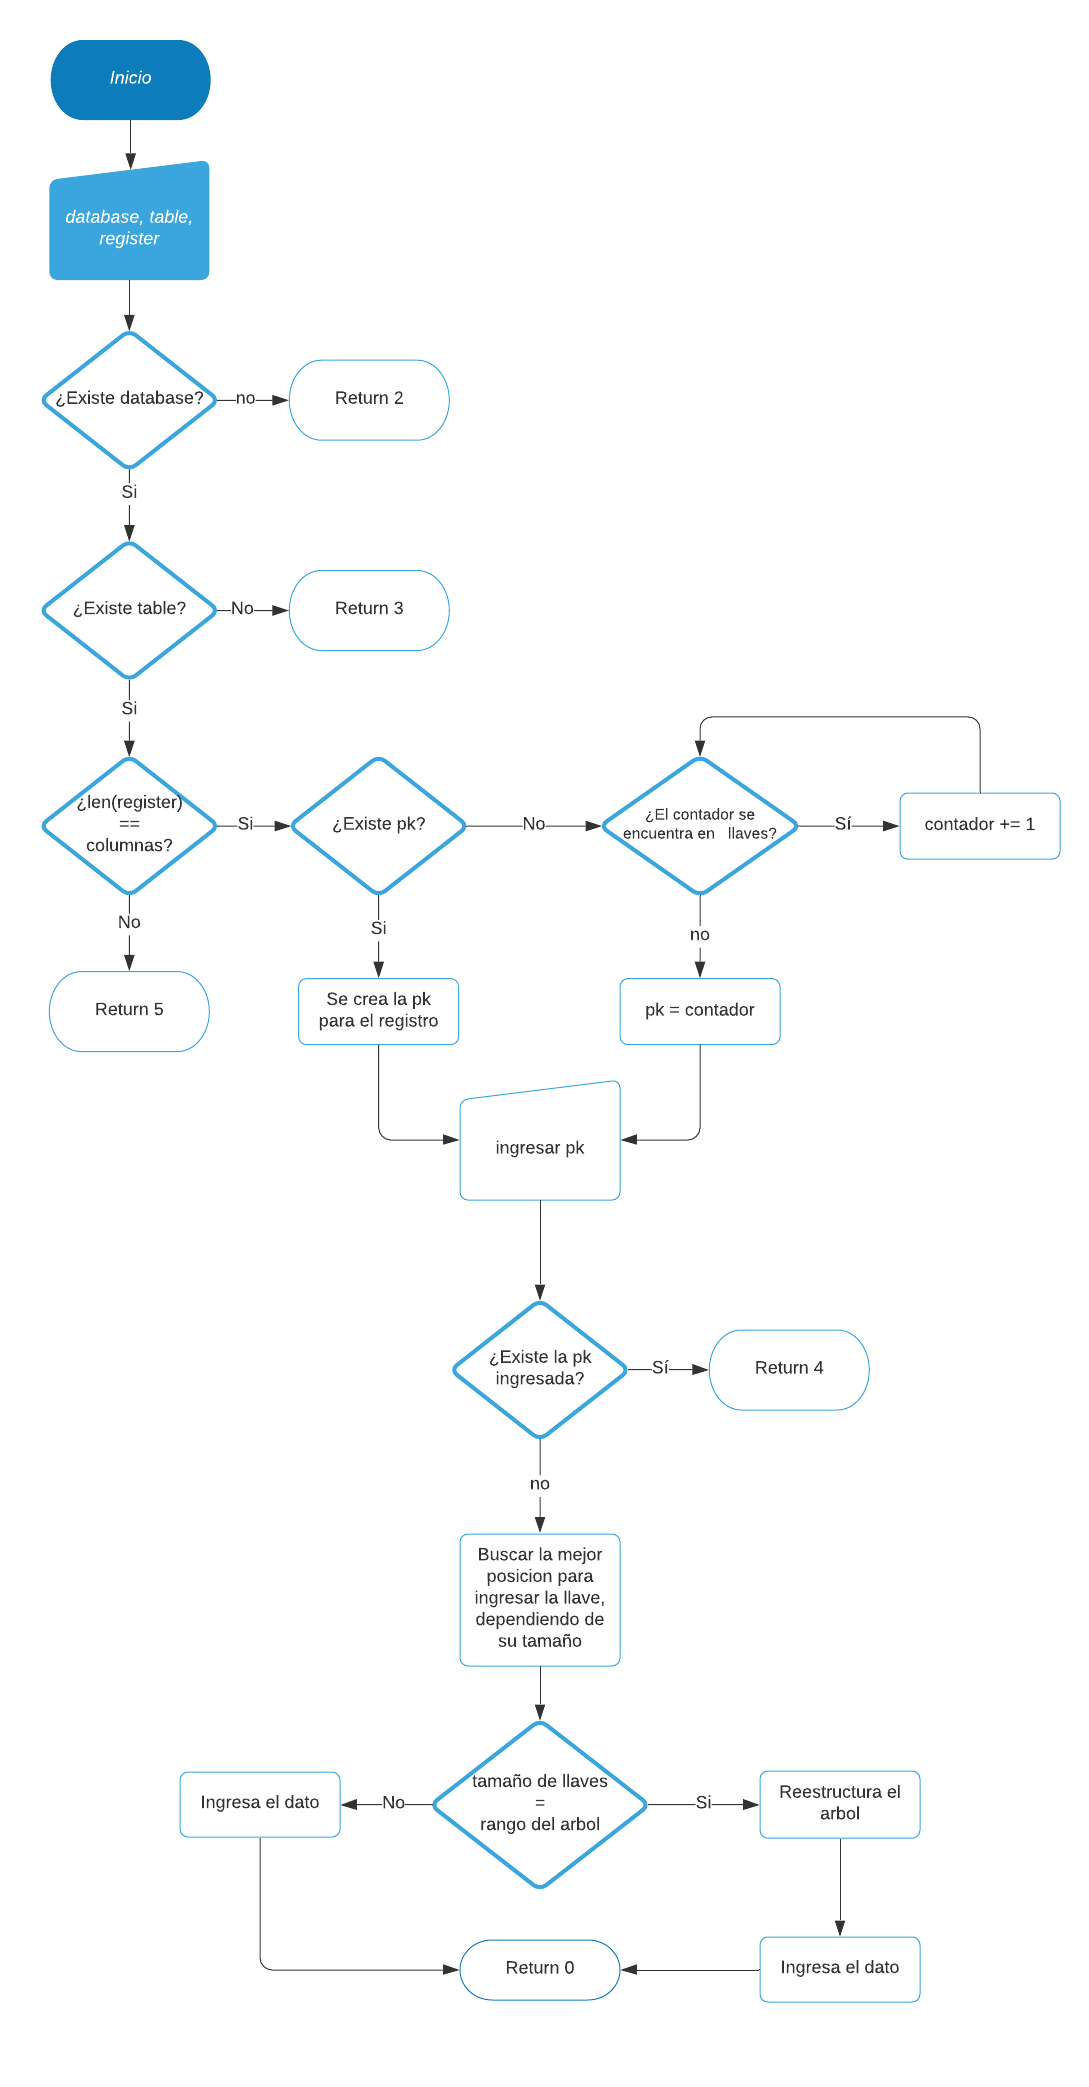 Inicio
database, table,
register
¿Existe database?
no
Return 2
Si
¿Existe table?
No
Return 3
Si
¿len(register)
==
columnas?
Si
¿Existe pk?
No
¿El contador se
encuentra en llaves?
Sí
contador += 1
No
Si
no
Return 5
Se crea la pk
para el registro
pk = contador
ingresar pk
¿Existe la pk
ingresada?
Sí
Return 4
no
Buscar la mejor
posicion para
ingresar la llave,
dependiendo de
su tamaño
tamaño de llaves
=
rango del arbol
No
Ingresa el dato
Si
Reestructura el
arbol
Return 0
Ingresa el dato